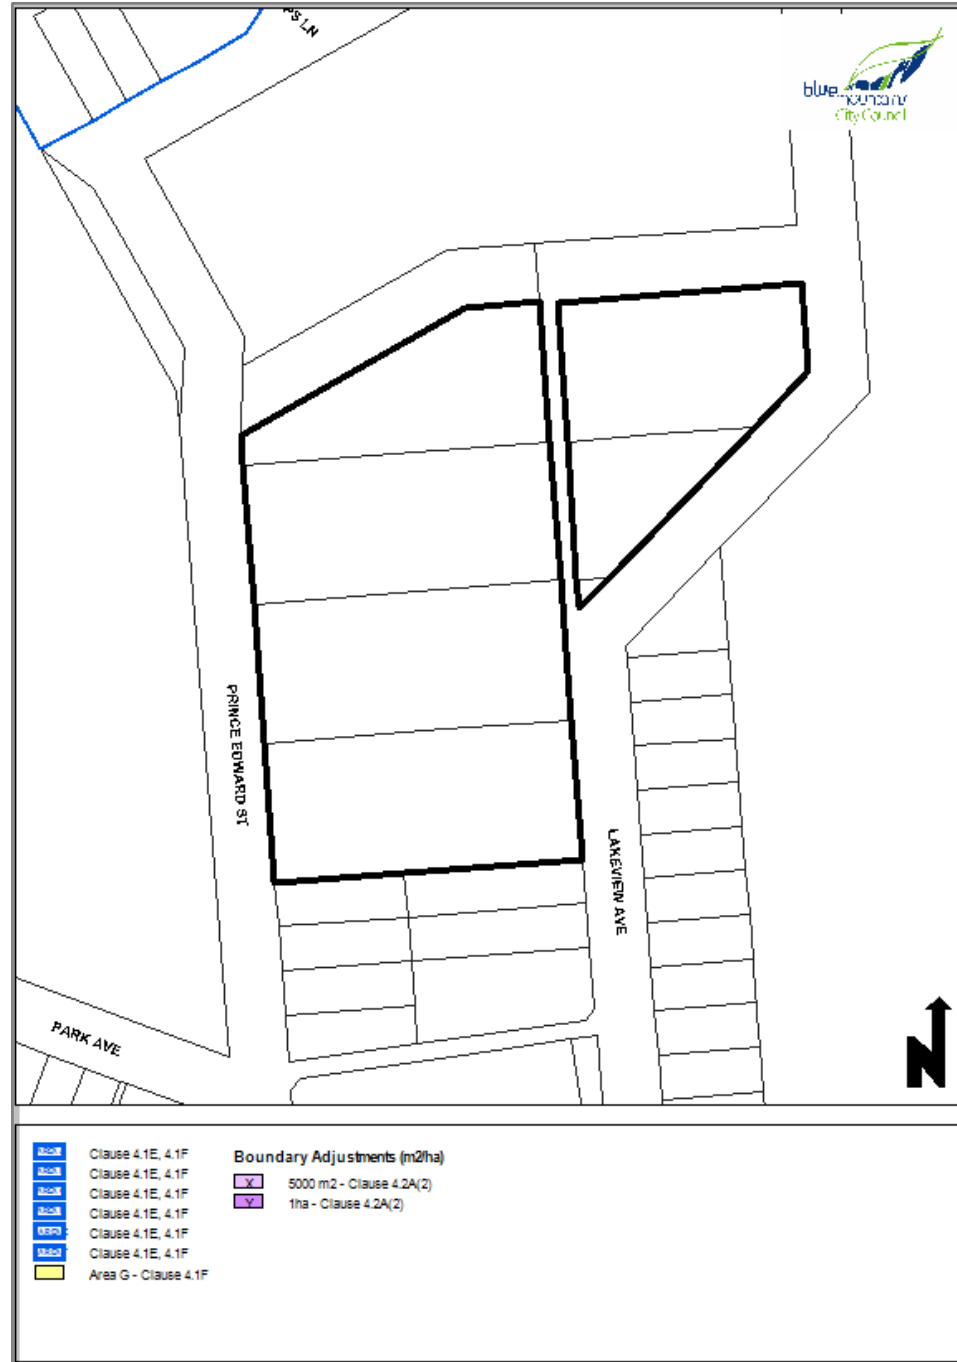 PS LN
blue
mountains
City Council
PRINCE EDWARD ST
LAKEVIEW AVE
PARK AVE
N
Clause 4.1E, 4.1F
Clause 4.1E, 4.1F
Clause 4.1E, 4.1F
Clause 4.1E, 4.1F
Clause 4.1E, 4.1F
Clause 4.1E, 4.1F
Area G - Clause 4.1F
Boundary Adjustments (m2/ha)
X 5000 m2 - Clause 4.2A(2)
Y 1ha - Clause 4.2A(2)